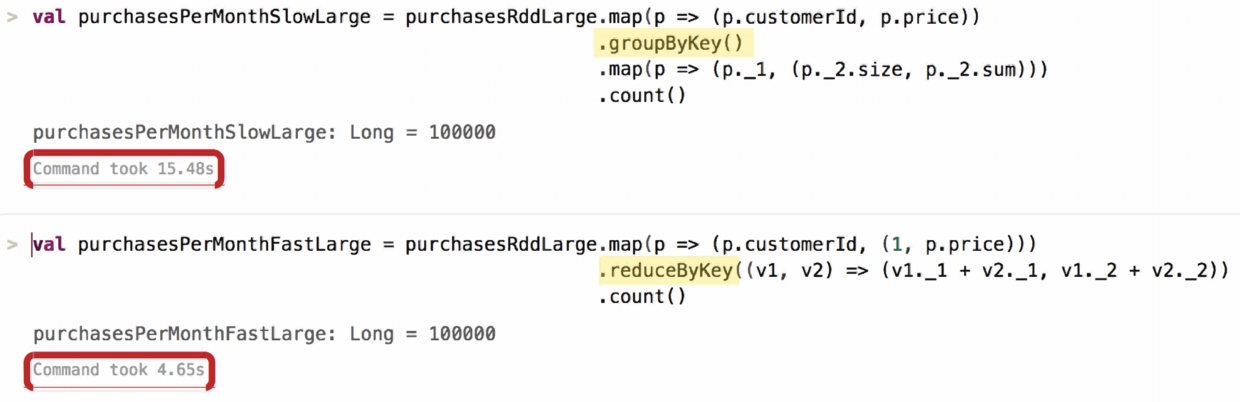 > val purchasesPerMonthSlowLarge = purchasesRddLarge.map(p => (p.customerId, p.price))
.groupByKey()
.map(p => (p._1, (p._2.size, p._2.sum)))
.count()
purchasesPerMonthSlowLarge: Long = 100000
Command took 15.48s
> val purchasesPerMonthFastLarge = purchasesRddLarge.map(p => (p.customerId, (1, p.price)))
.reduceByKey((v1, v2) => (v1._1 + v2._1, v1._2 + v2._2))
.count()
purchasesPerMonthFastLarge: Long = 100000
Command took 4.65s